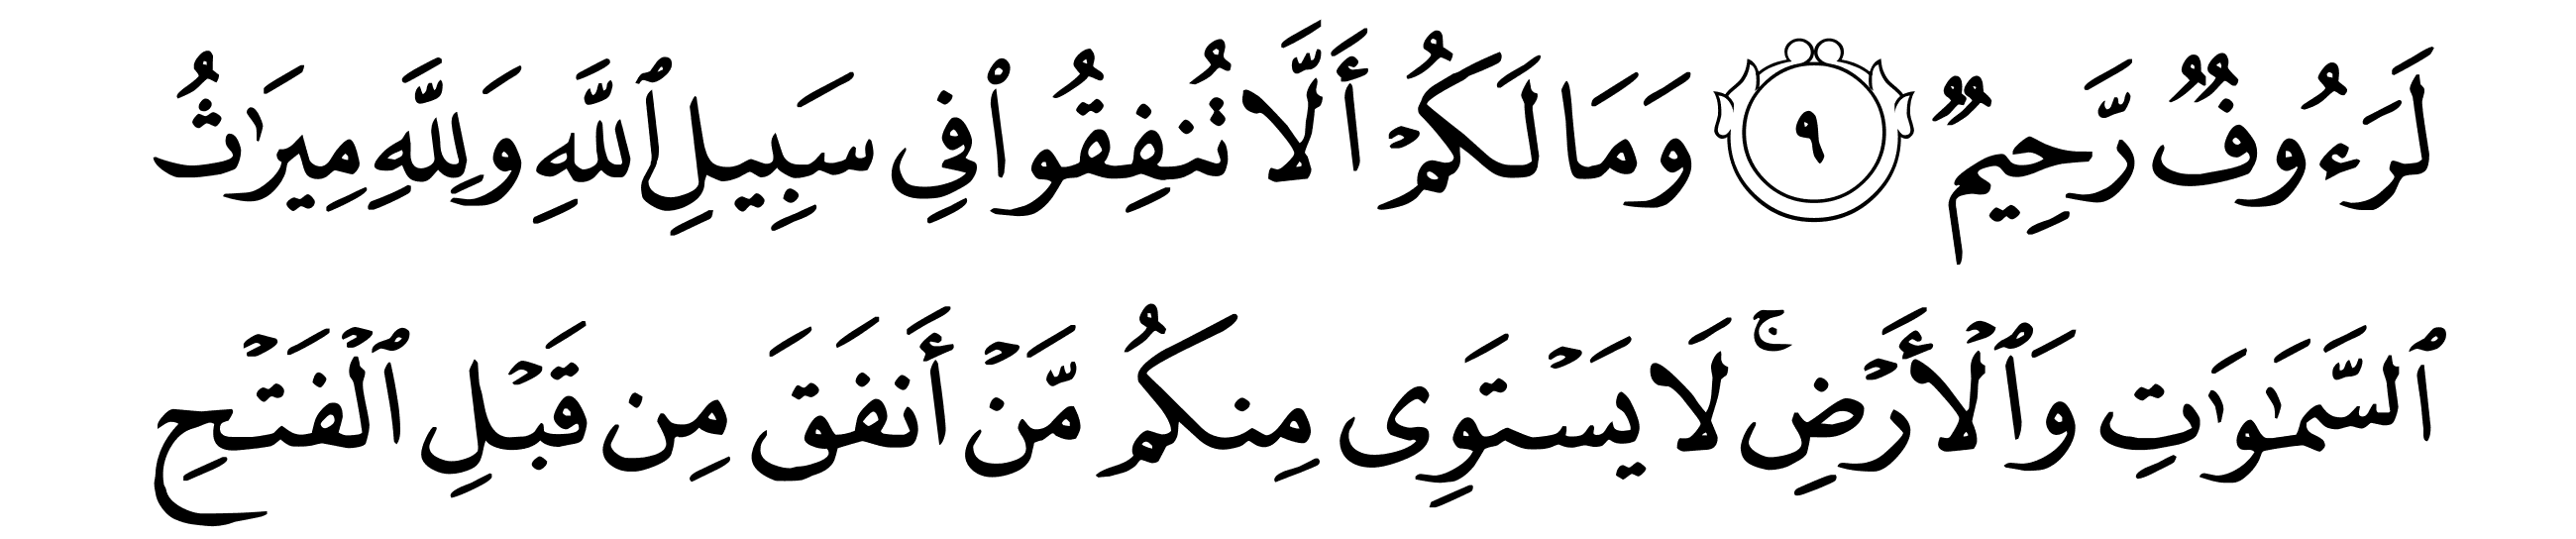 لَرَءُوفٌ رَّحِيمٌ ٩ وَمَا لَكُمۡ أَلَّا تُنفِقُواْ فِي سَبِيلِ ٱللَّهِ وَلِلَّهِ مِيرَٰثُ
ٱلسَّمَٰوَٰتِ وَٱلۡأَرۡضِۚ لَا يَسۡتَوِي مِنكُم مَّنۡ أَنفَقَ مِن قَبۡلِ ٱلۡفَتۡحِ